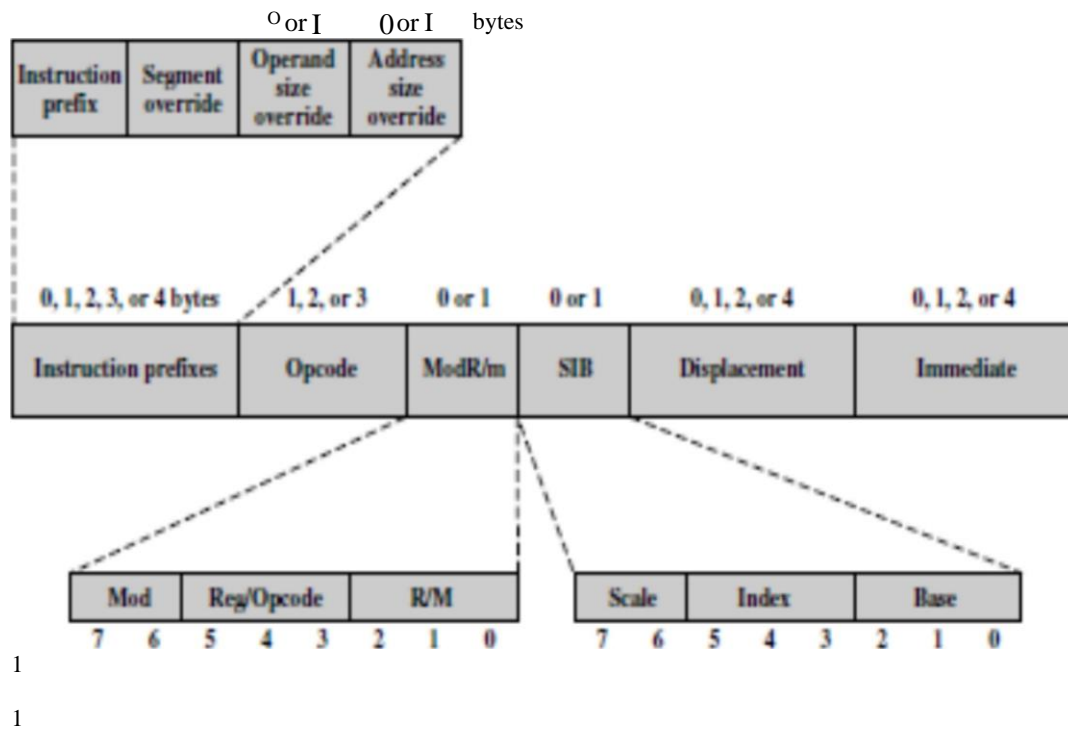 O or I 0 or I bytes
Instruction prefix Segment override Operand size override Address size override
0, 1, 2, 3, or 4 bytes 1, 2, or 3 0 or 1 0 or 1 0, 1, 2, or 4 0, 1, 2, or 4
Instruction prefixes Opcode ModR/m SIB Displacement Immediate
Mod Reg/Opcode R/M Scale Index Base
7 6 5 4 3 2 1 0 7 6 5 4 3 2 1 0
1
1